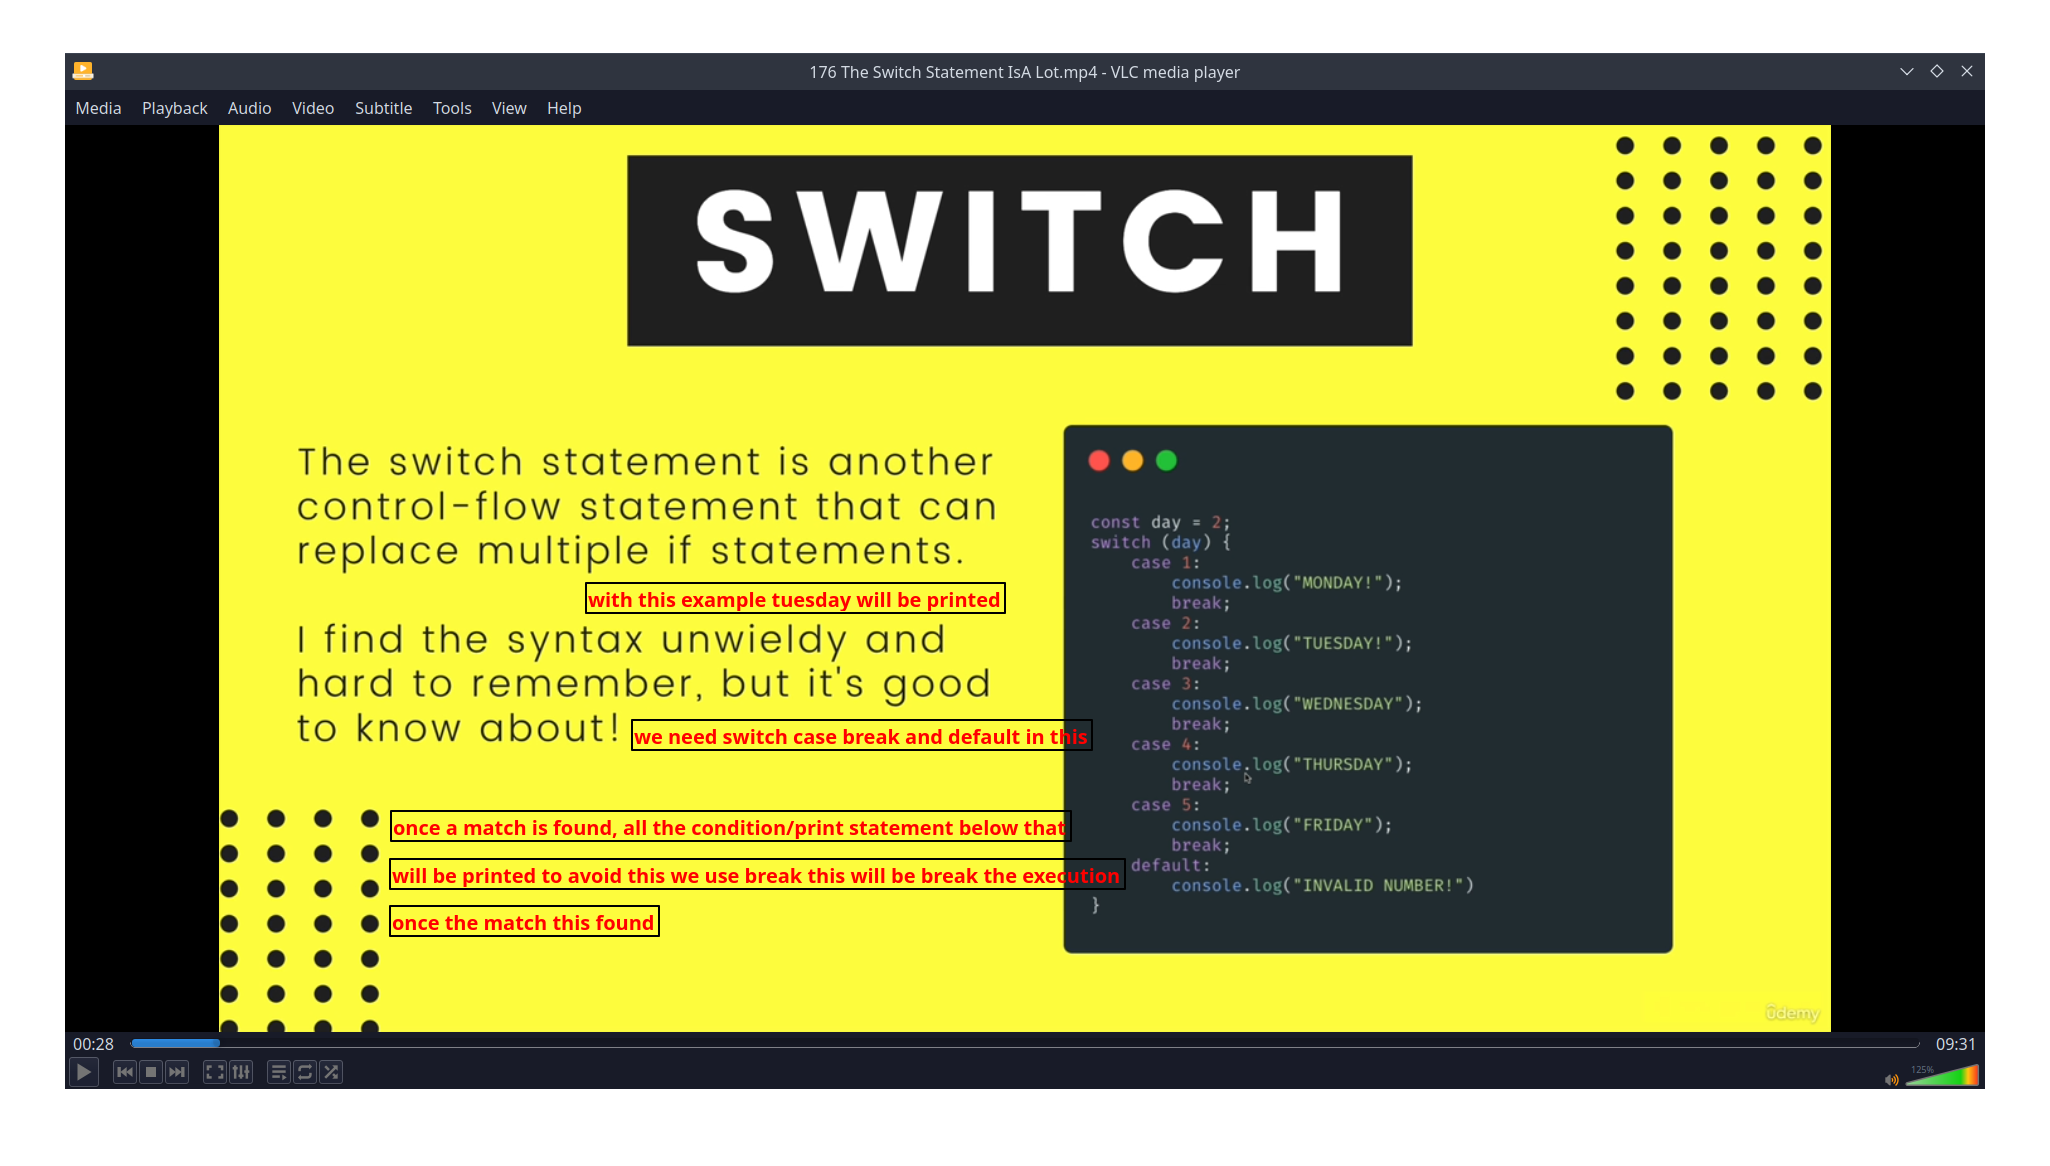 176 The Switch Statement IsA Lot.mp4 - VLC media player
Media Playback Audio Video Subtitle Tools View Help
SWITCH
The switch statement is another
control-flow statement that can
replace multiple if statements.
with this example tuesday will be printed
I find the syntax unwieldy and
hard to remember, but it's good
to know about!
we need switch case break and default in this
once a match is found, all the condition/print statement below that
will be printed to avoid this we use break this will be break the execution
once the match this found
const day = 2;
switch (day) {
    case 1:
        console.log("MONDAY!");
        break;
    case 2:
        console.log("TUESDAY!");
        break;
    case 3:
        console.log("WEDNESDAY");
        break;
    case 4:
        console.log("THURSDAY");
        break;
    case 5:
        console.log("FRIDAY");
        break;
    default:
        console.log("INVALID NUMBER!")
}
ûdemy
00:28
09:31
125%